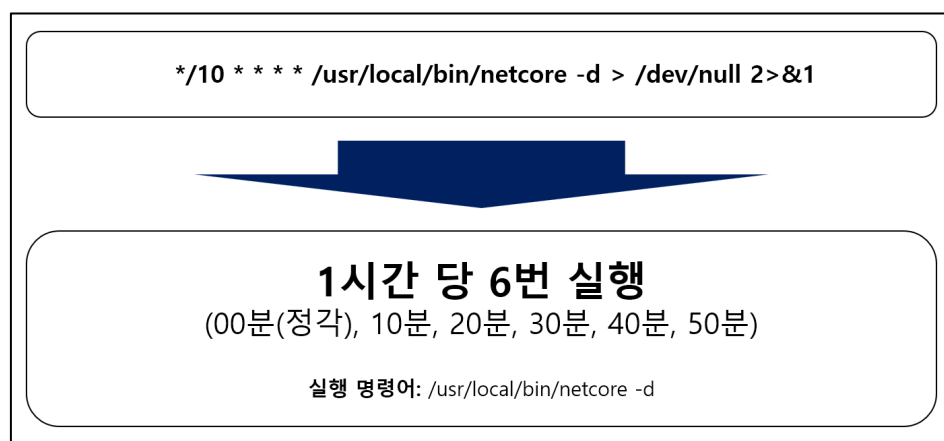 */10 * * * * /usr/local/bin/netcore -d > /dev/null 2>&1
1시간 당 6번 실행
(00분(정각), 10분, 20분, 30분, 40분, 50분)
실행 명령어: /usr/local/bin/netcore -d